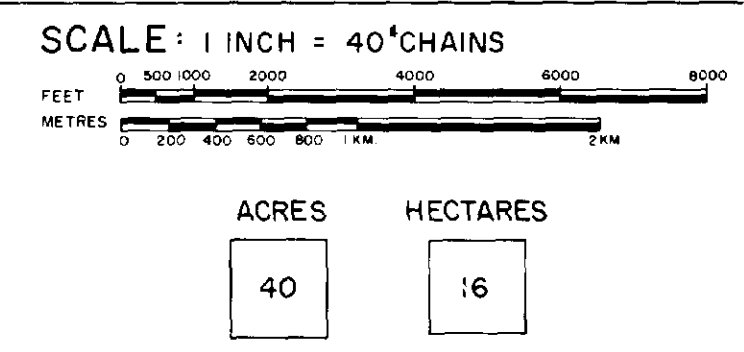 SCALE: 1 INCH = 40 CHAINS
0 500 1000 2000 4000 6000 8000
FEET
METRES
0 200 400 600 800 1 KM. 2 KM
ACRES HECTARES
40 16